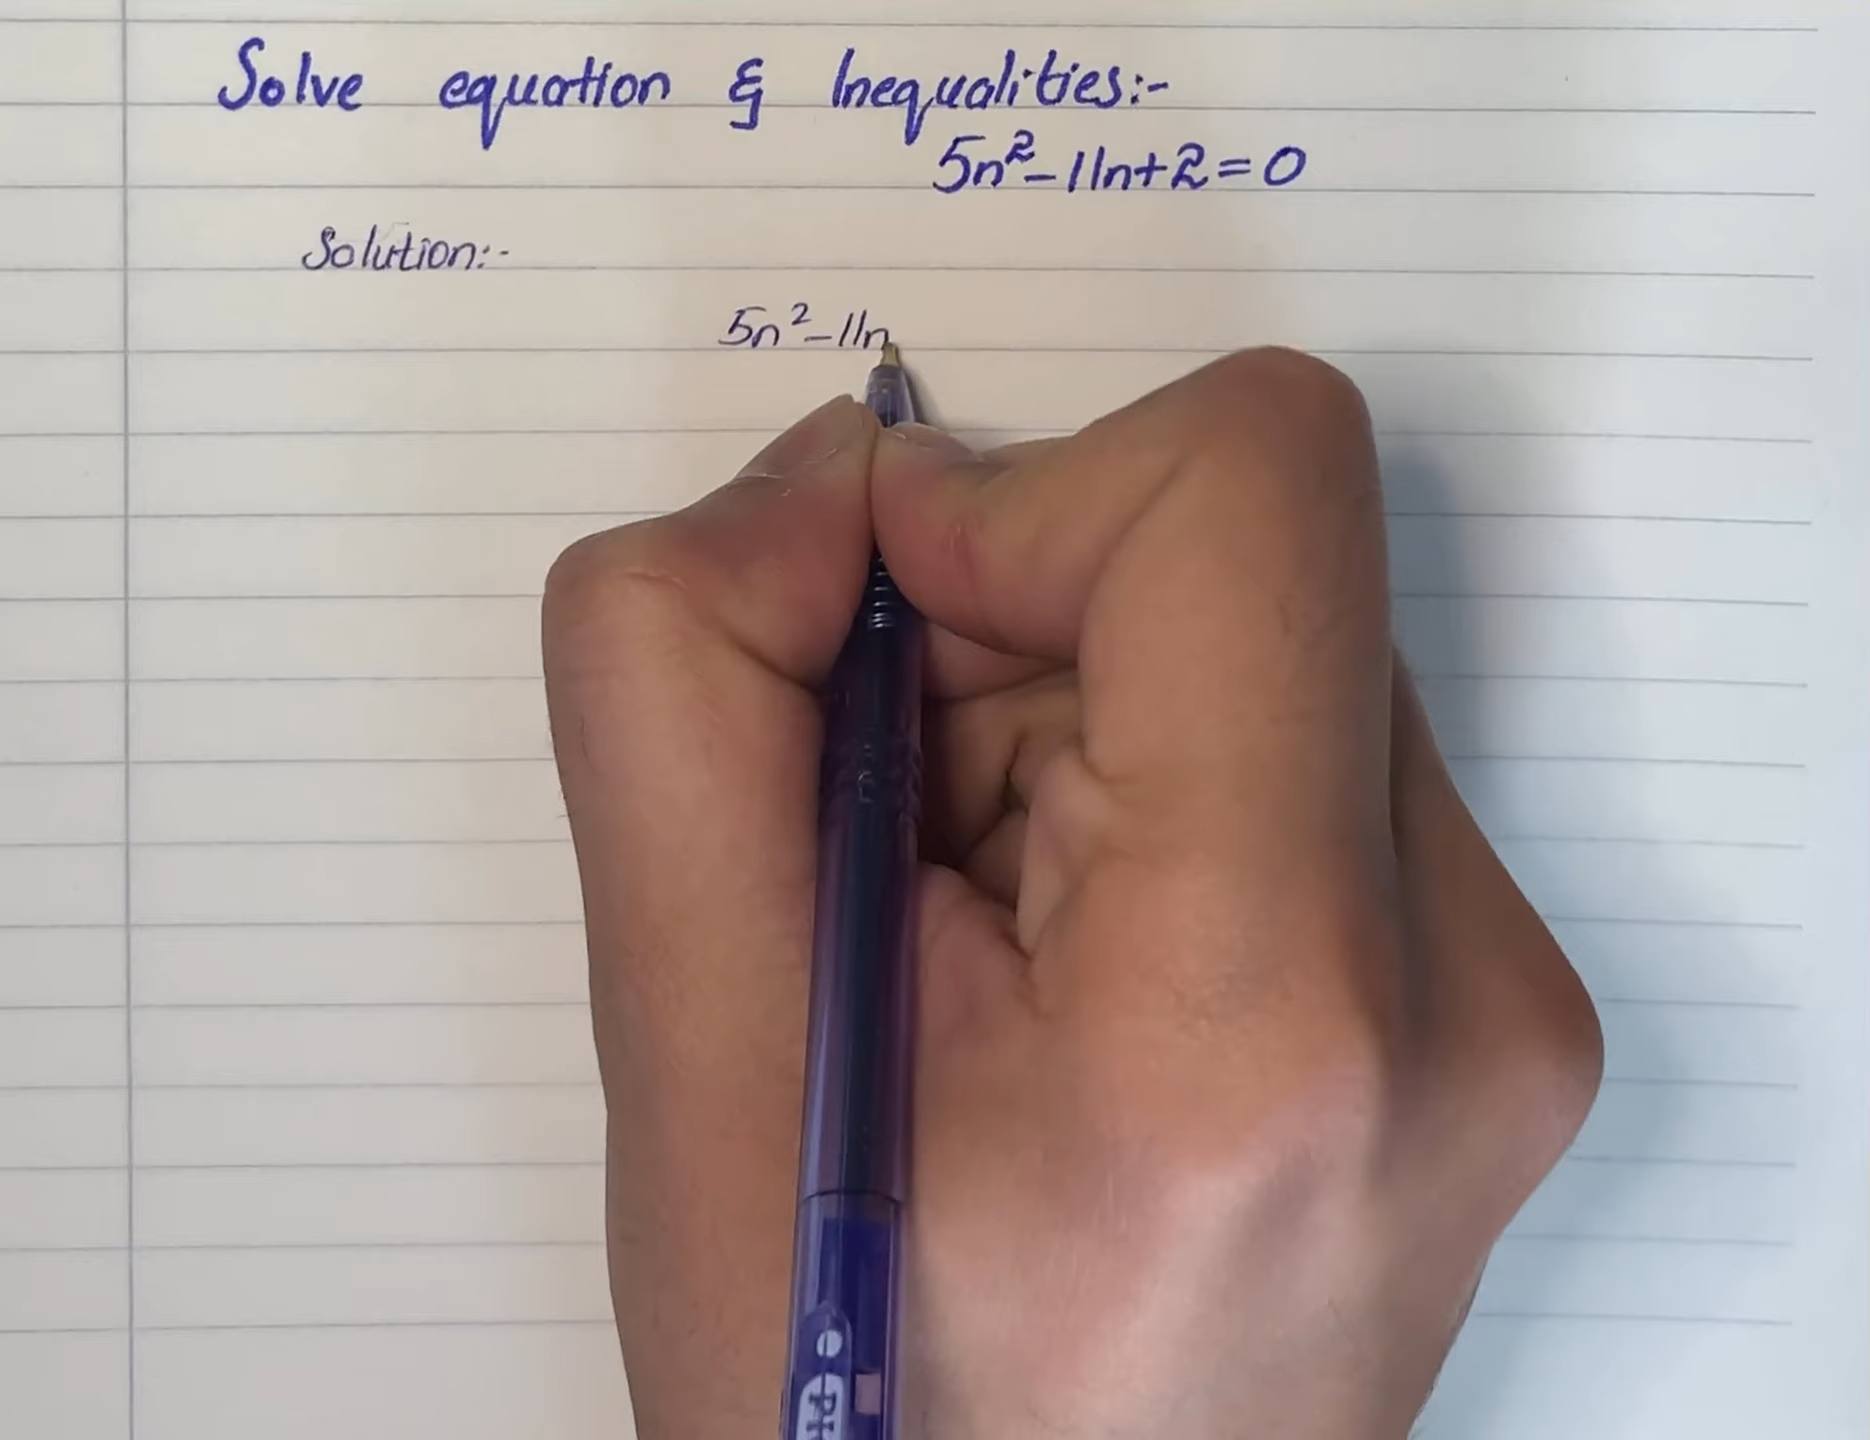 Solve equation & Inequalities:-
5n²-11n+2=0
Solution:-
5n²-11n